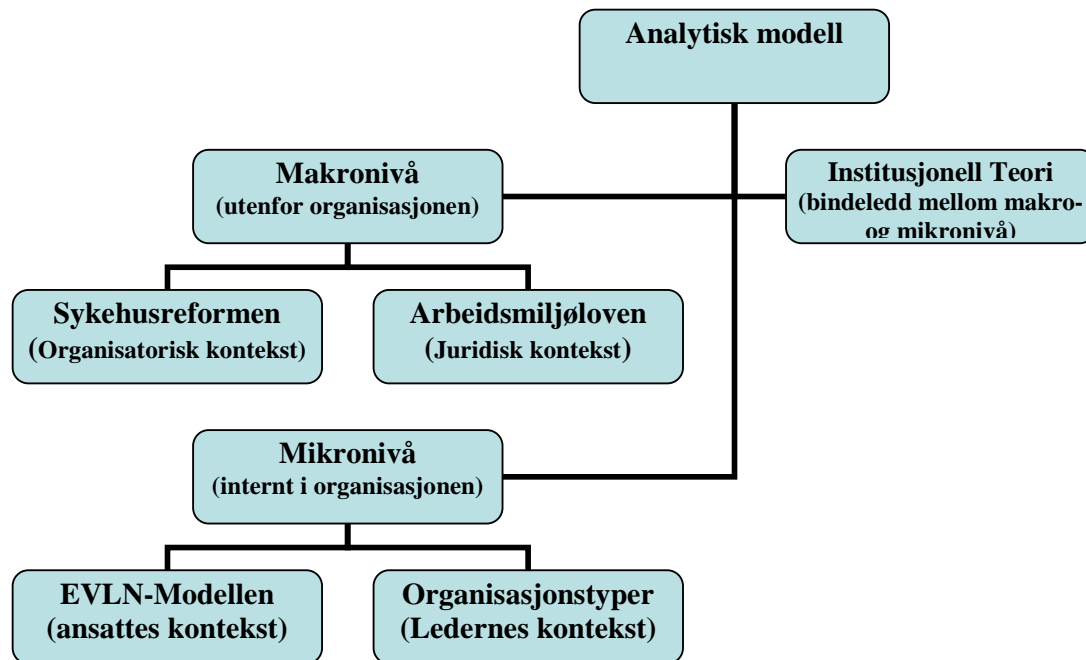 Analytisk modell
Makronivå
(utenfor organisasjonen)
Institusjonell Teori
(bindeledd mellom makro-
og mikronivå)
Sykehusreformen
(Organisatorisk kontekst)
Arbeidsmiljøloven
(Juridisk kontekst)
Mikronivå
(internt i organisasjonen)
EVLN-Modellen
(ansattes kontekst)
Organisasjonstyper
(Ledernes kontekst)